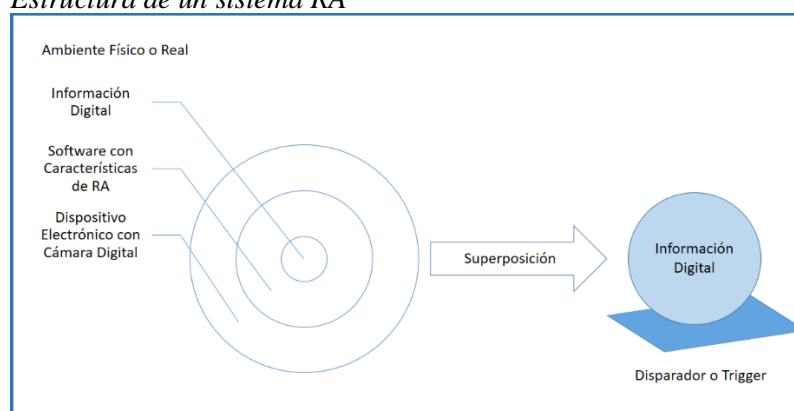 Estructura de un sistema RA
Ambiente Físico o Real
Información
Digital
Software con
Características
de RA
Dispositivo
Electrónico con
Cámara Digital
Superposición
Información
Digital
Disparador o Trigger